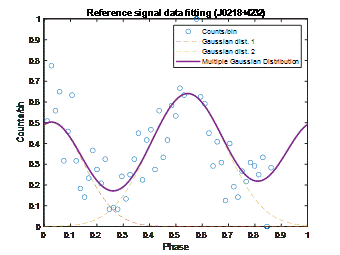 Reference signal data fitting (J0218+4232)
Counts/bin
Gaussian dist. 1
Gaussian dist. 2
Multiple Gaussian Distribution
1
0.9
0.8
0.7
0.6
0.5
0.4
0.3
0.2
0.1
0
Counts/bin
0 0.1 0.2 0.3 0.4 0.5 0.6 0.7 0.8 0.9 1
Phase